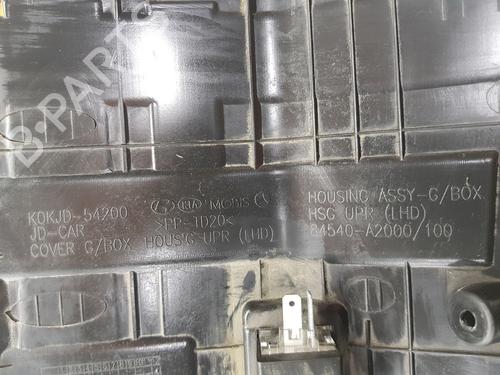 B-PARTS
KOKJD-54200
JD-CAR
COVER G/BOX HOUS'G UPR (LHD)
KIA MOBIS
>PP-TD20<
HOUSING ASSY-G/BOX
HSG UPR (LHD)
84540-A2000/100